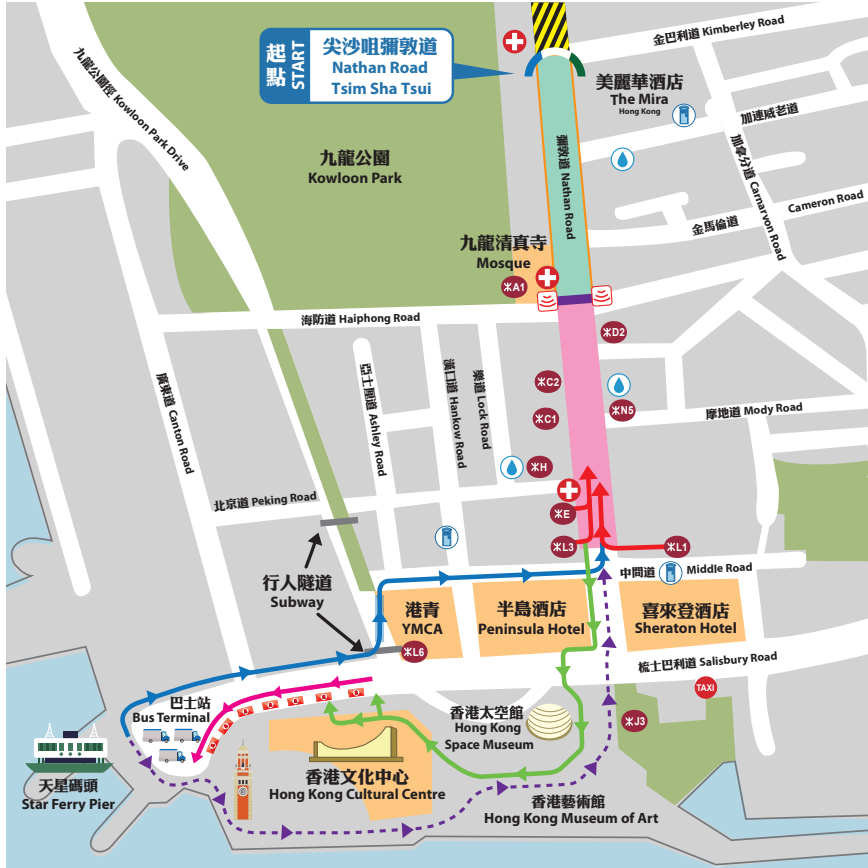 金巴利道 Kimberley Road
起點
START
尖沙咀彌敦道
Nathan Road
Tsim Sha Tsui
九龍公園徑 Kowloon Park Drive
美麗華酒店
The Mira
Hong Kong
加連威老道
加拿分道 Carnarvon Road
九龍公園
Kowloon Park
彌敦道 Nathan Road
Cameron Road
金馬倫道
九龍清真寺
Mosque
A1
海防道 Haiphong Road
D2
廣東道 Canton Road
亞士厘道 Ashley Road
漢口道 Hankow Road
樂道 Lock Road
C2
C1
N5
摩地道 Mody Road
H
北京道 Peking Road
E
L3
L1
行人隧道
Subway
中間道
Middle Road
港青
YMCA
半島酒店
Peninsula Hotel
喜來登酒店
Sheraton Hotel
L6
梳士巴利道 Salisbury Road
TAXI
巴士站
Bus Terminal
香港太空館
Hong Kong
Space Museum
J3
天星碼頭
Star Ferry Pier
香港文化中心
Hong Kong Cultural Centre
香港藝術館
Hong Kong Museum of Art